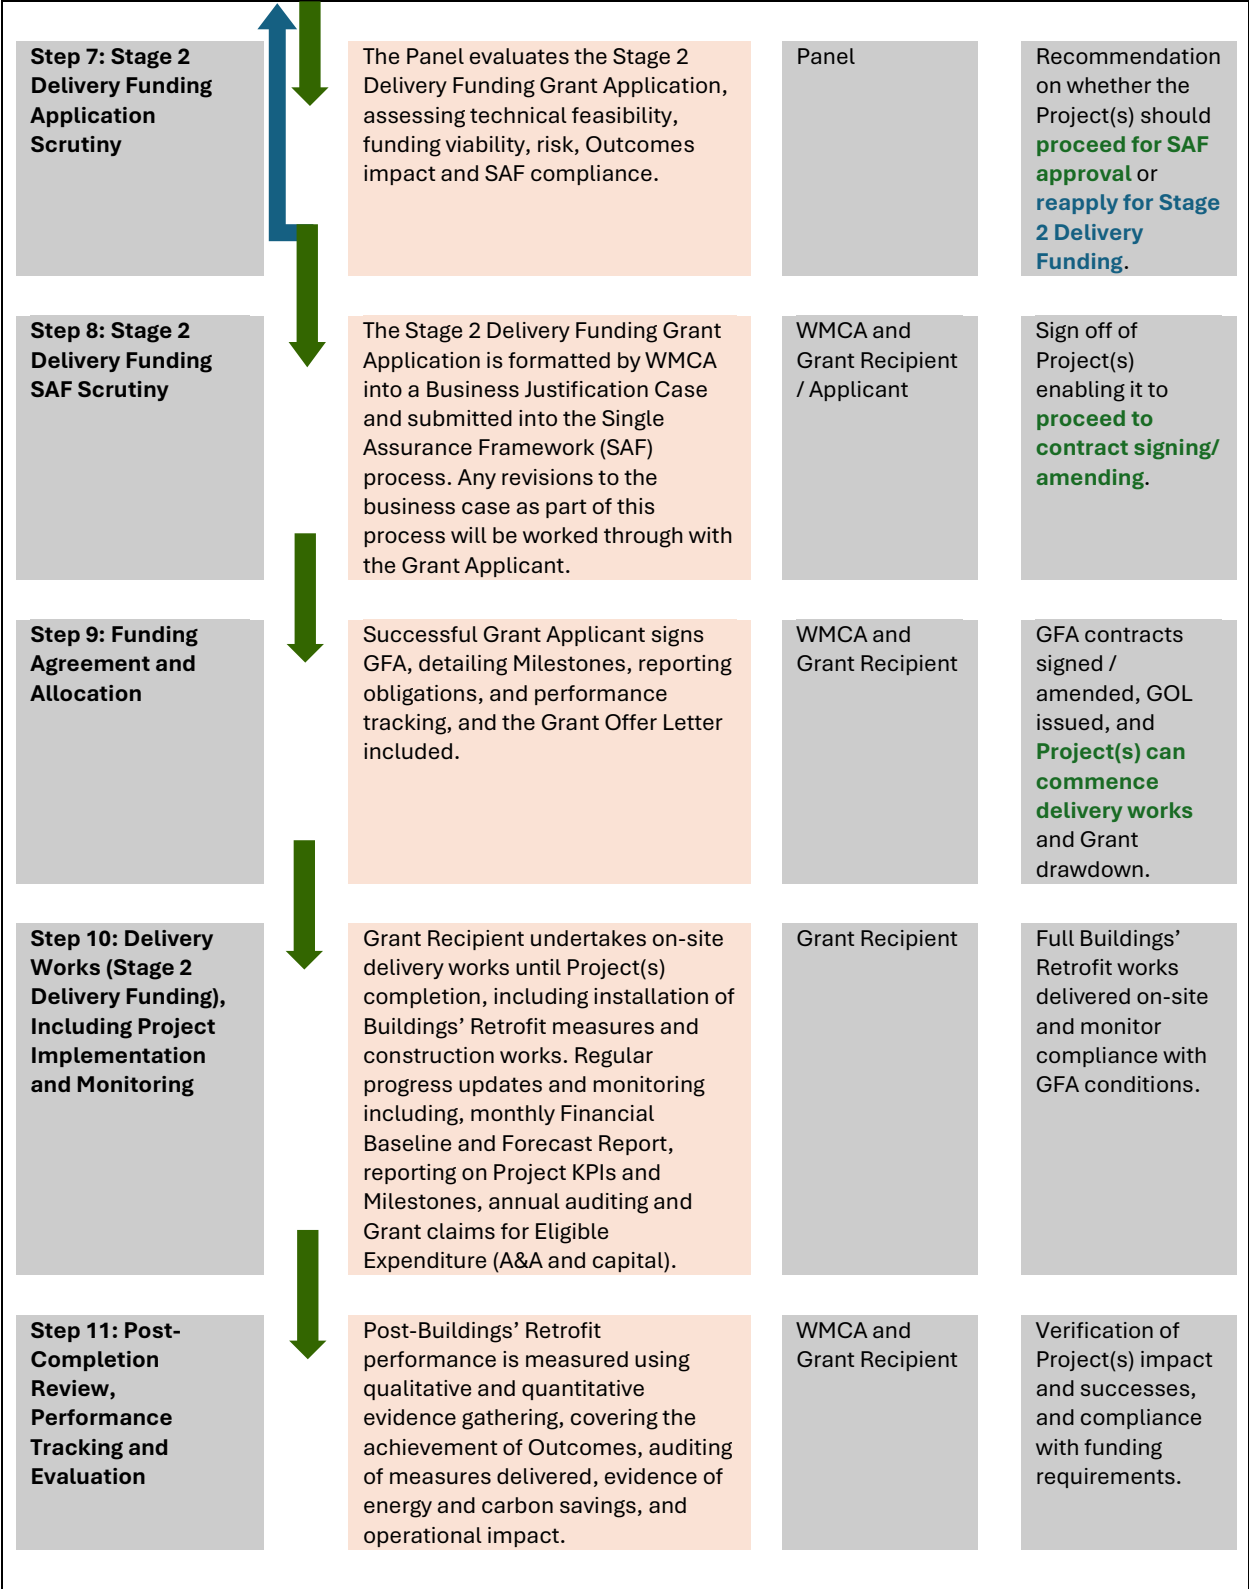 Step 7: Stage 2
Delivery Funding
Application
Scrutiny
The Panel evaluates the Stage 2
Delivery Funding Grant Application,
assessing technical feasibility,
funding viability, risk, Outcomes
impact and SAF compliance.
Panel
Recommendation
on whether the
Project(s) should
proceed for SAF
approval or
reapply for Stage
2 Delivery
Funding.
Step 8: Stage 2
Delivery Funding
SAF Scrutiny
The Stage 2 Delivery Funding Grant
Application is formatted by WMCA
into a Business Justification Case
and submitted into the Single
Assurance Framework (SAF)
process. Any revisions to the
business case as part of this
process will be worked through with
the Grant Applicant.
WMCA and
Grant Recipient
/ Applicant
Sign off of
Project(s)
enabling it to
proceed to
contract signing/
amending.
Step 9: Funding
Agreement and
Allocation
Successful Grant Applicant signs
GFA, detailing Milestones, reporting
obligations, and performance
tracking, and the Grant Offer Letter
included.
WMCA and
Grant Recipient
GFA contracts
signed /
amended, GOL
issued, and
Project(s) can
commence
delivery works
and Grant
drawdown.
Step 10: Delivery
Works (Stage 2
Delivery Funding),
Including Project
Implementation
and Monitoring
Grant Recipient undertakes on-site
delivery works until Project(s)
completion, including installation of
Buildings’ Retrofit measures and
construction works. Regular
progress updates and monitoring
including, monthly Financial
Baseline and Forecast Report,
reporting on Project KPIs and
Milestones, annual auditing and
Grant claims for Eligible
Expenditure (A&A and capital).
Grant Recipient
Full Buildings’
Retrofit works
delivered on-site
and monitor
compliance with
GFA conditions.
Step 11: Post-
Completion
Review,
Performance
Tracking and
Evaluation
Post-Buildings’ Retrofit
performance is measured using
qualitative and quantitative
evidence gathering, covering the
achievement of Outcomes, auditing
of measures delivered, evidence of
energy and carbon savings, and
operational impact.
WMCA and
Grant Recipient
Verification of
Project(s) impact
and successes,
and compliance
with funding
requirements.